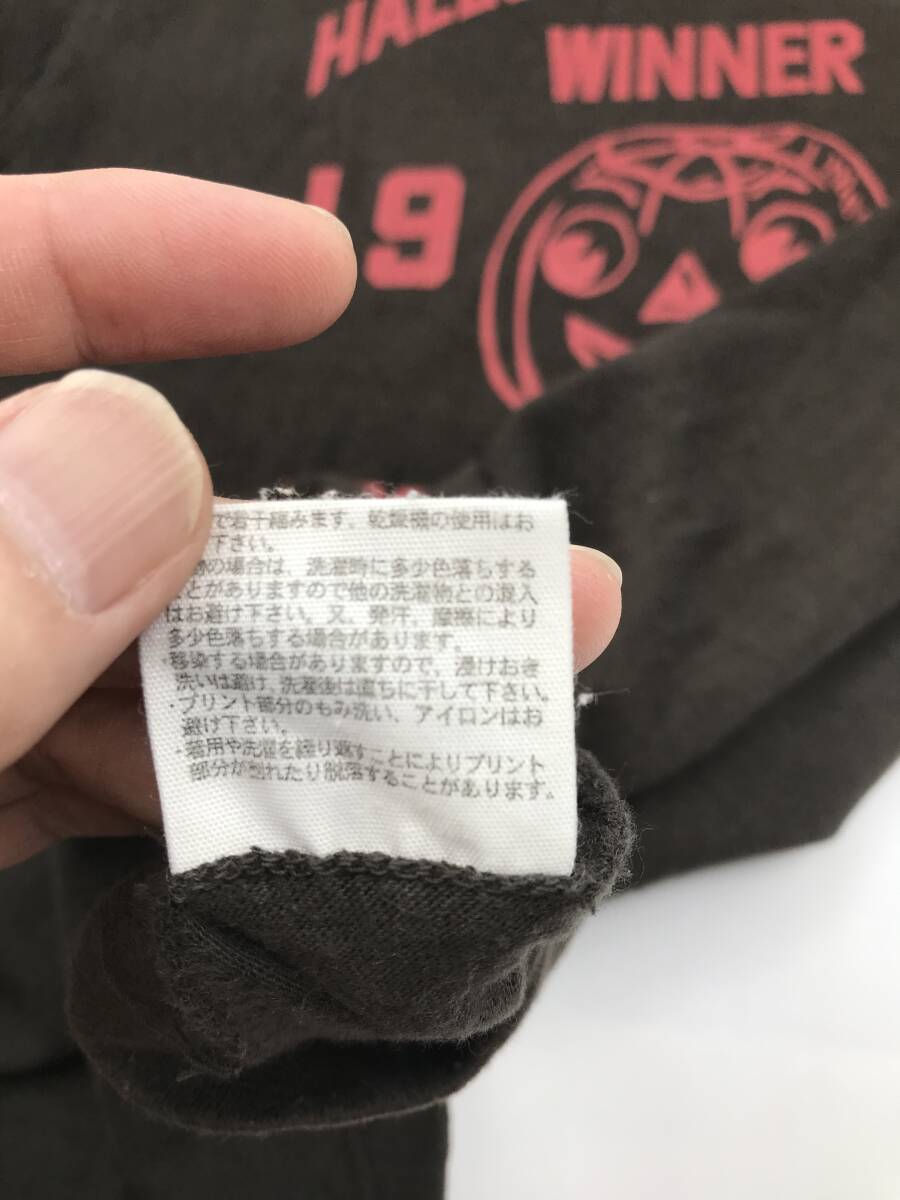 HALL
WINNER
19
で若干縮みます。乾燥機の使用はお
下さい。
物の場合は、洗濯時に多少色落ちする
とがありますので他の洗濯物との混入
はお避け下さい。又、発汗、摩擦により
多少色落ちする場合があります。
・移染する場合がありますので、浸けおき
洗いは避け、洗濯後は直ちに干して下さい。
・プリント部分のもみ洗い、アイロンはお
避け下さい。
・着用や洗濯を繰り返すことによりプリント
部分が割れたり脱落することがあります。